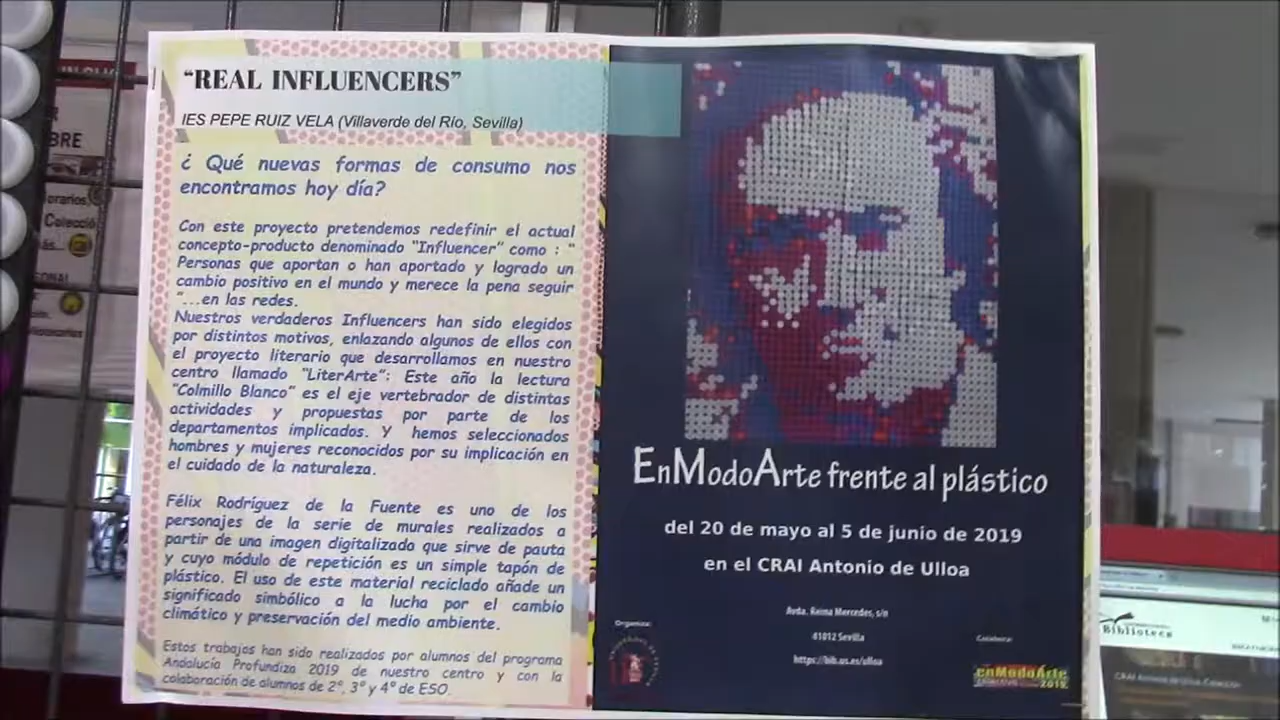 “REAL INFLUENCERS”
IES PEPE RUIZ VELA (Villaverde del Río, Sevilla)
¿ Qué nuevas formas de consumo nos
encontramos hoy día?
Con este proyecto pretendemos redefinir el actual
concepto-producto denominado “Influencer” como : “
Personas que aportan o han aportado y logrado un
cambio positivo en el mundo y merece la pena seguir
“...en las redes.
Nuestros verdaderos Influencers han sido elegidos
por distintos motivos, enlazando algunos de ellos con
el proyecto literario que desarrollamos en nuestro
centro llamado “LiterArte”: Este año la lectura
“Colmillo Blanco” es el eje vertebrador de distintas
actividades y propuestas por parte de los
departamentos implicados. Y hemos seleccionados
hombres y mujeres reconocidos por su implicación en
el cuidado de la naturaleza.
Félix Rodríguez de la Fuente es uno de los
personajes de la serie de murales realizados a
partir de una imagen digitalizada que sirve de pauta
y cuyo módulo de repetición es un simple tapón de
plástico. El uso de este material reciclado añade un
significado simbólico a la lucha por el cambio
climático y preservación del medio ambiente.
Estos trabajos han sido realizados por alumnos del programa
Andalucía Profundiza 2019 de nuestro centro y con la
colaboración de alumnos de 2º, 3º y 4º de ESO.
EnModoArte frente al plástico
del 20 de mayo al 5 de junio de 2019
en el CRAI Antonio de Ulloa
Avda. Reina Mercedes, s/n
41012 Sevilla
https://bib.us.es/ulloa
Organiza:
Colabora:
enModoArte
2019
BRE
Colecció
Biblioteca
CRAI Antonio de Ulloa